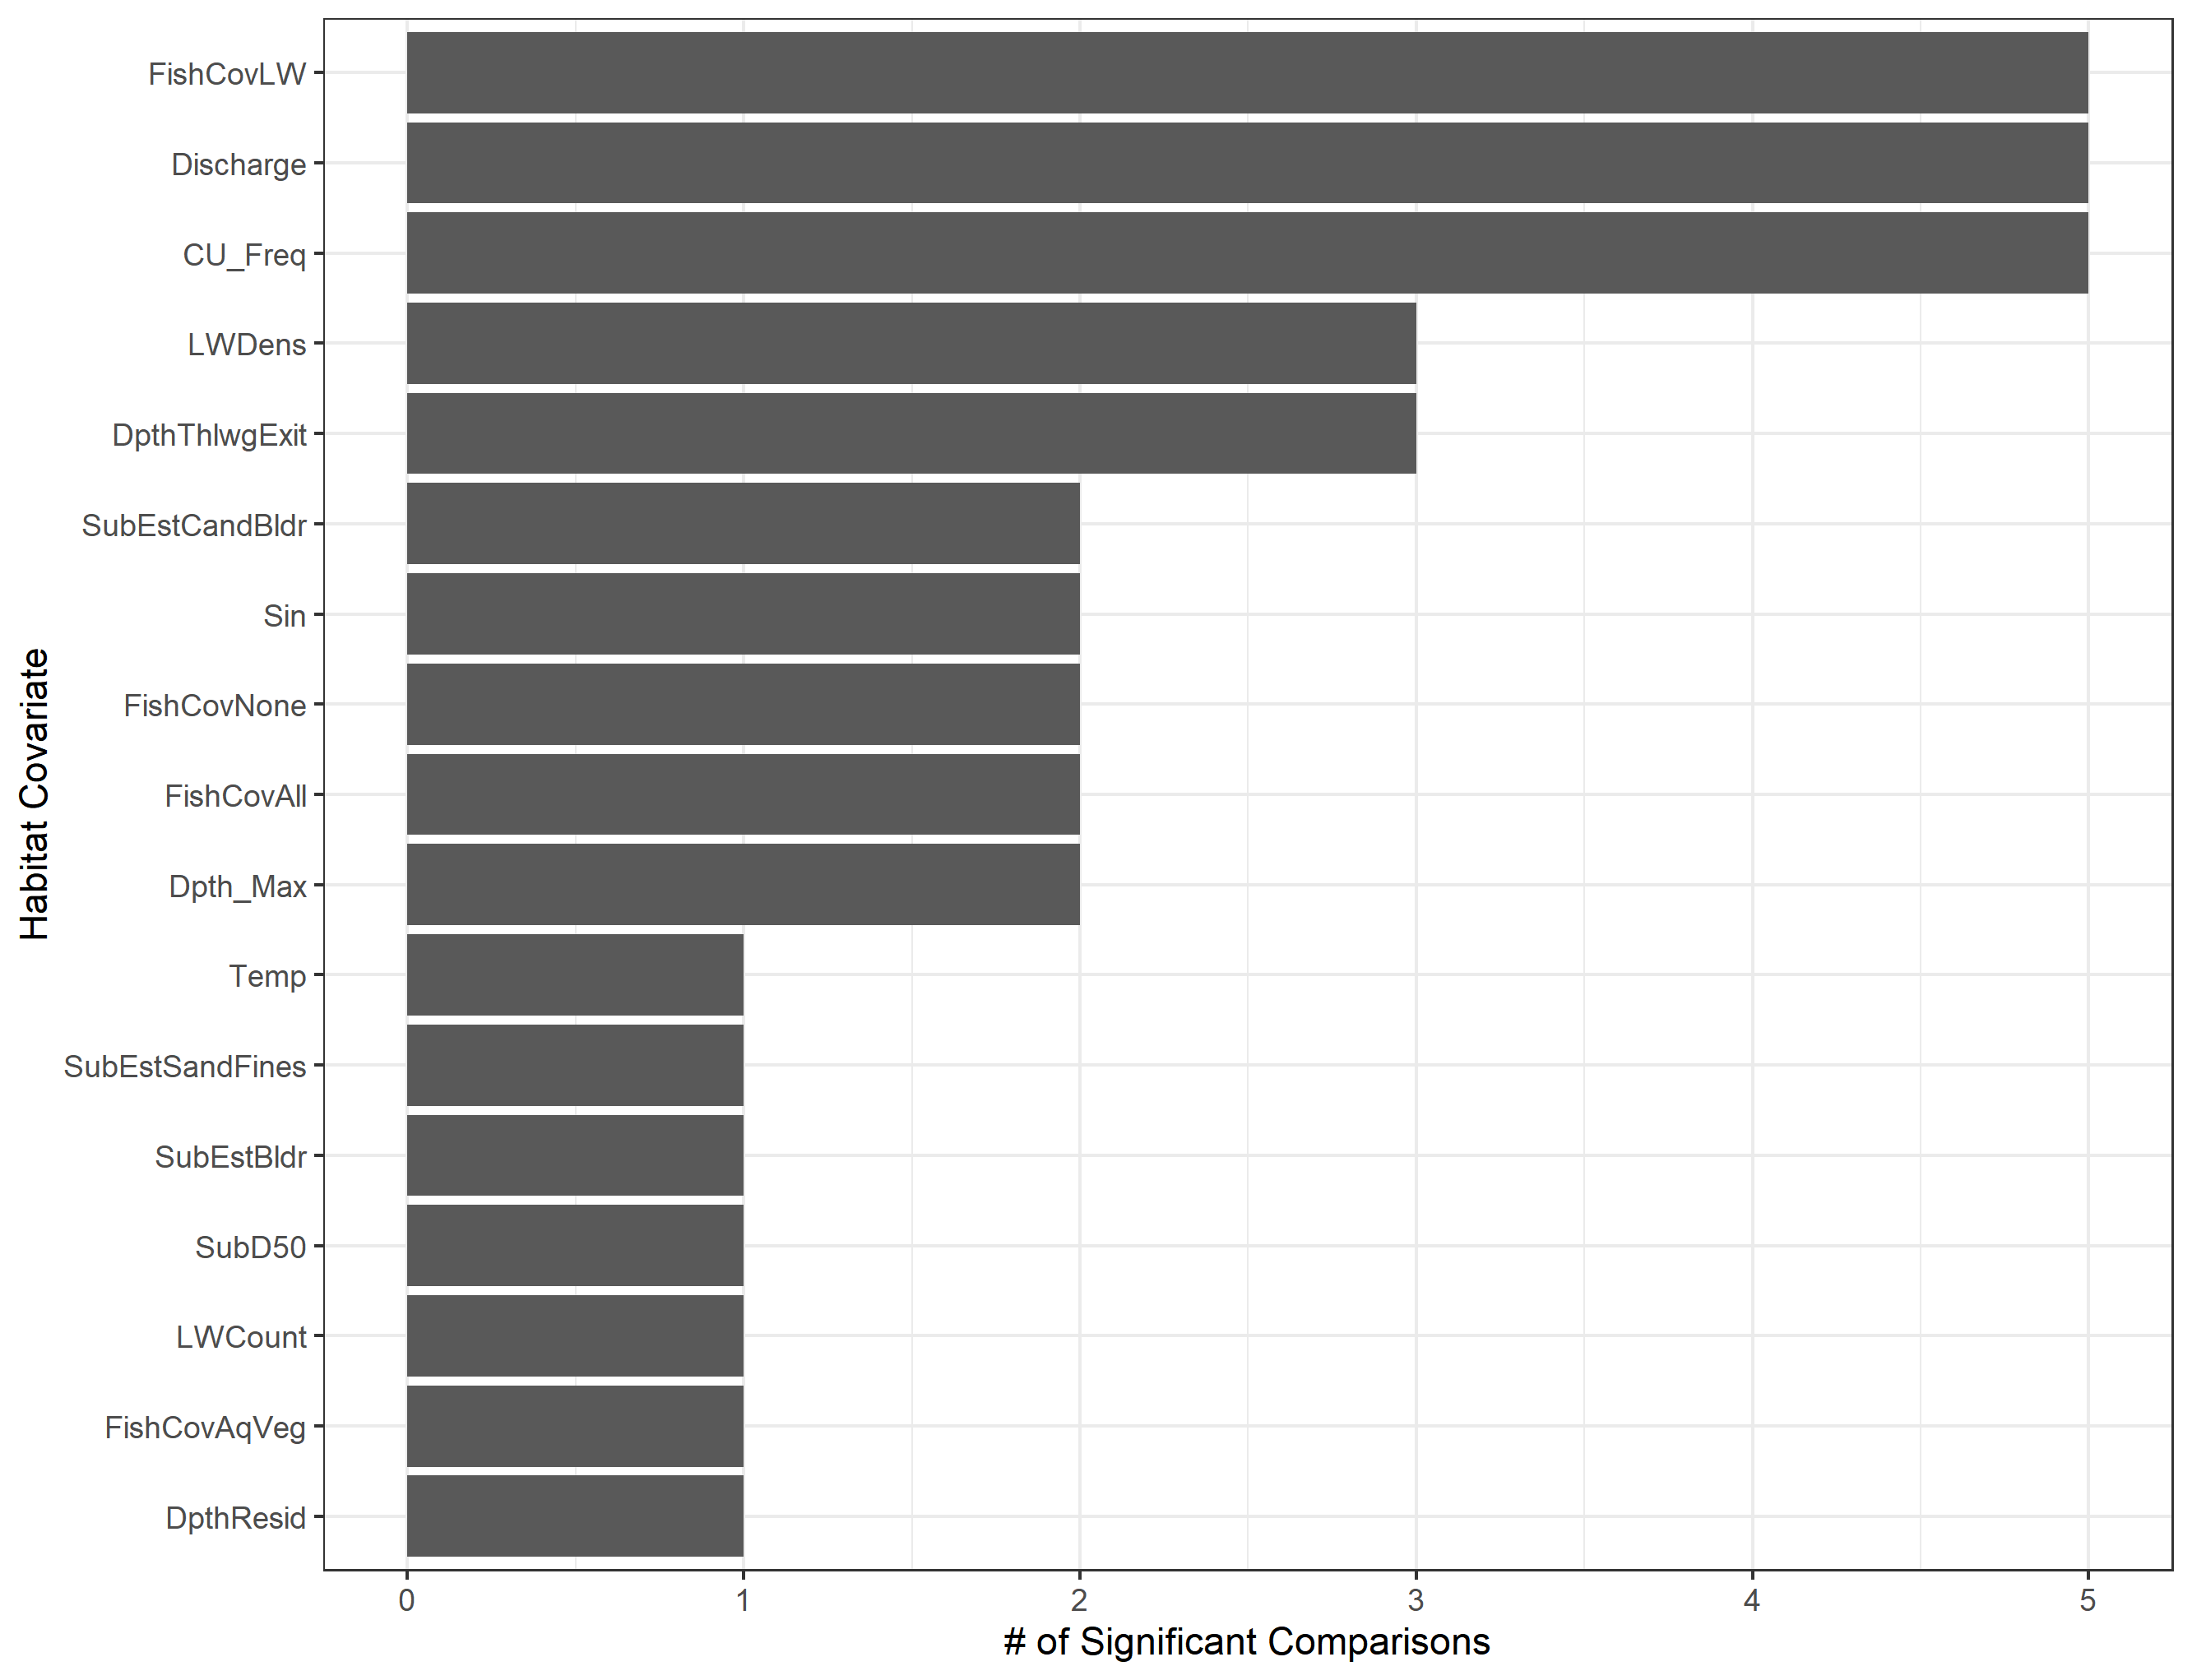 FishCovLW
Discharge
CU_Freq
LWDens
DpthThlwgExit
SubEstCandBldr
Sin
FishCovNone
FishCovAll
Dpth_Max
Temp
SubEstSandFines
SubEstBldr
SubD50
LWCount
FishCovAqVeg
DpthResid
Habitat Covariate
0 1 2 3 4 5
# of Significant Comparisons